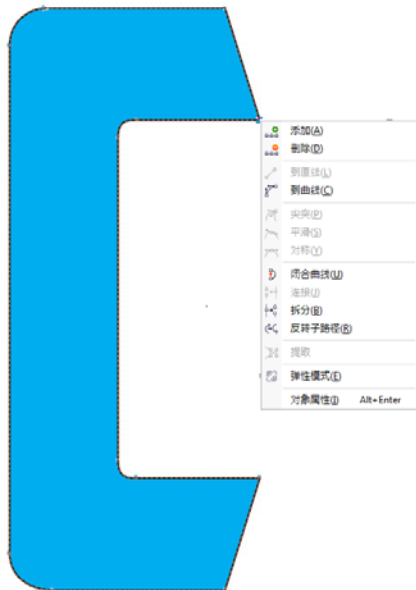 添加(A)
删除(D)
到直线(L)
到曲线(C)
尖突(P)
平滑(S)
对称(Y)
闭合曲线(U)
连接(J)
拆分(B)
反转子路径(R)
提取
弹性模式(E)
对象属性(I) Alt+Enter